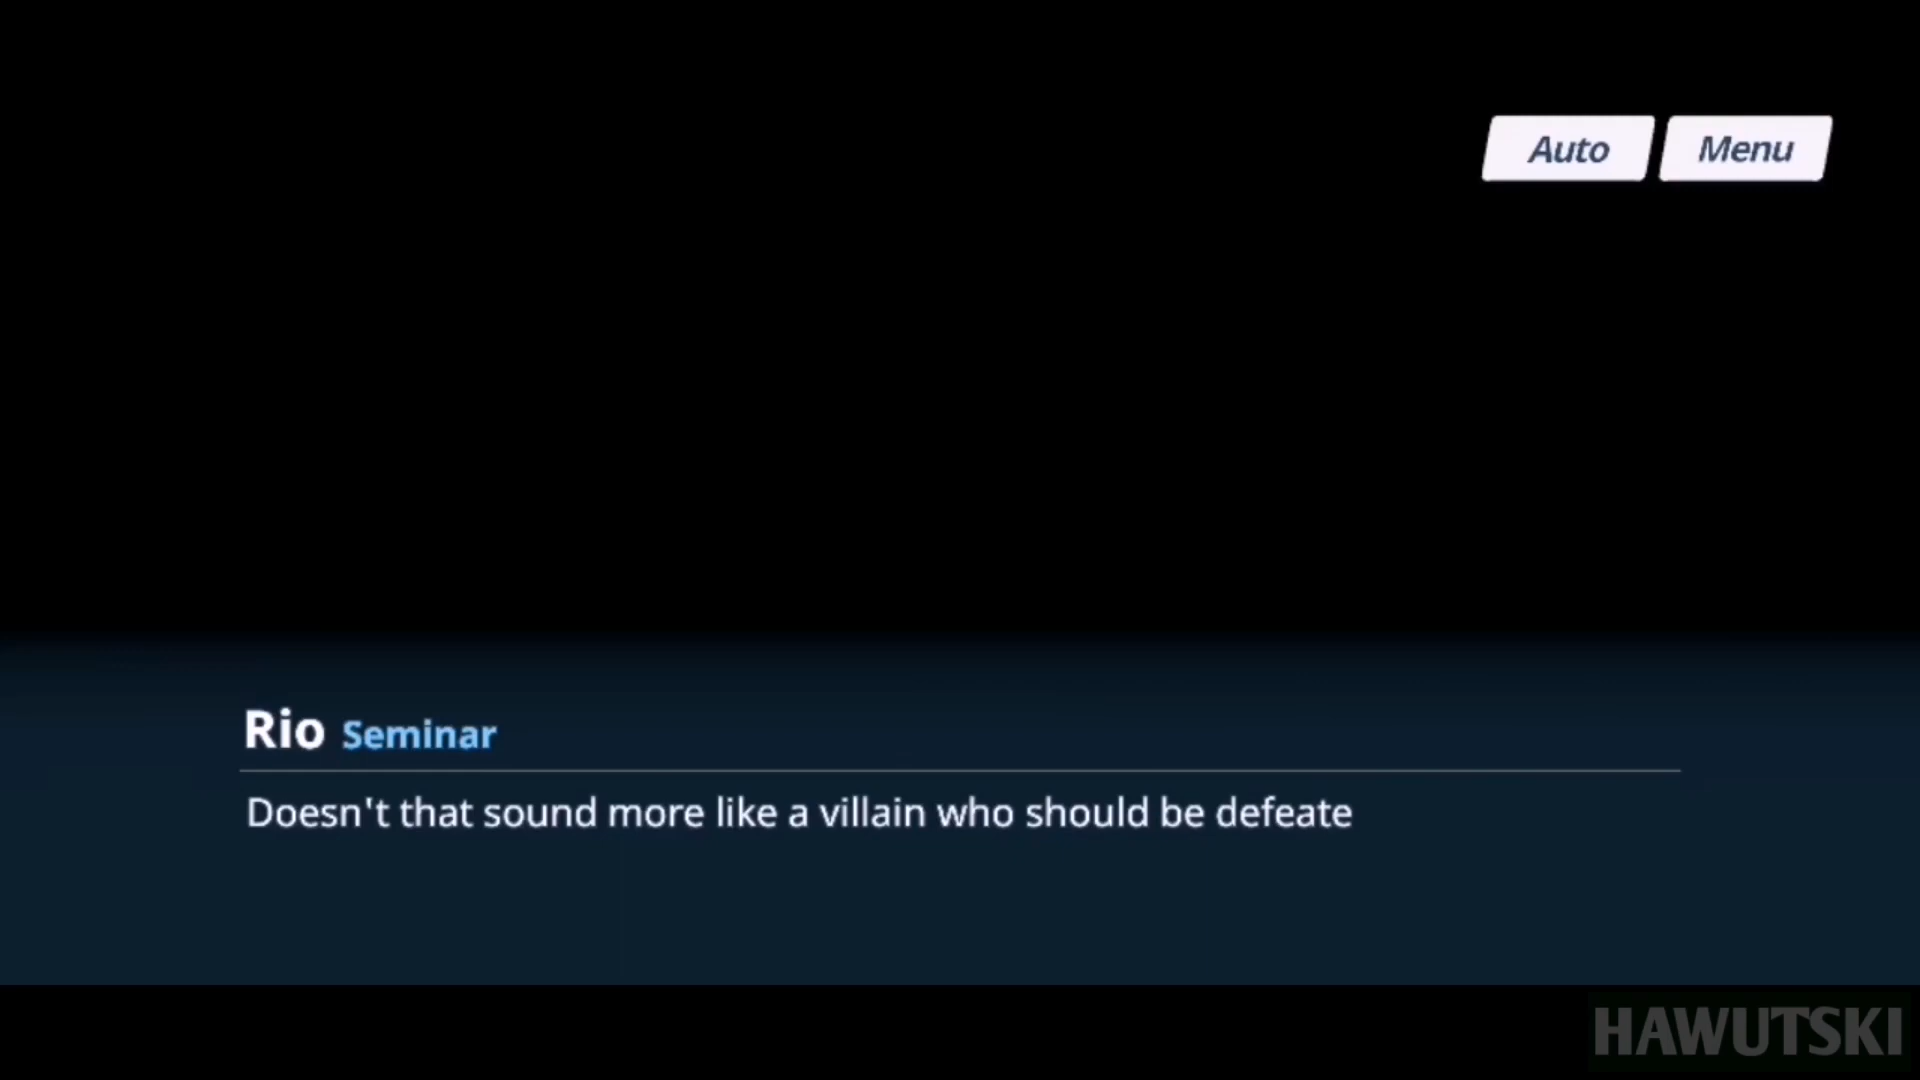 Auto Menu
Rio Seminar
Doesn't that sound more like a villain who should be defeate
HAWUTSKI